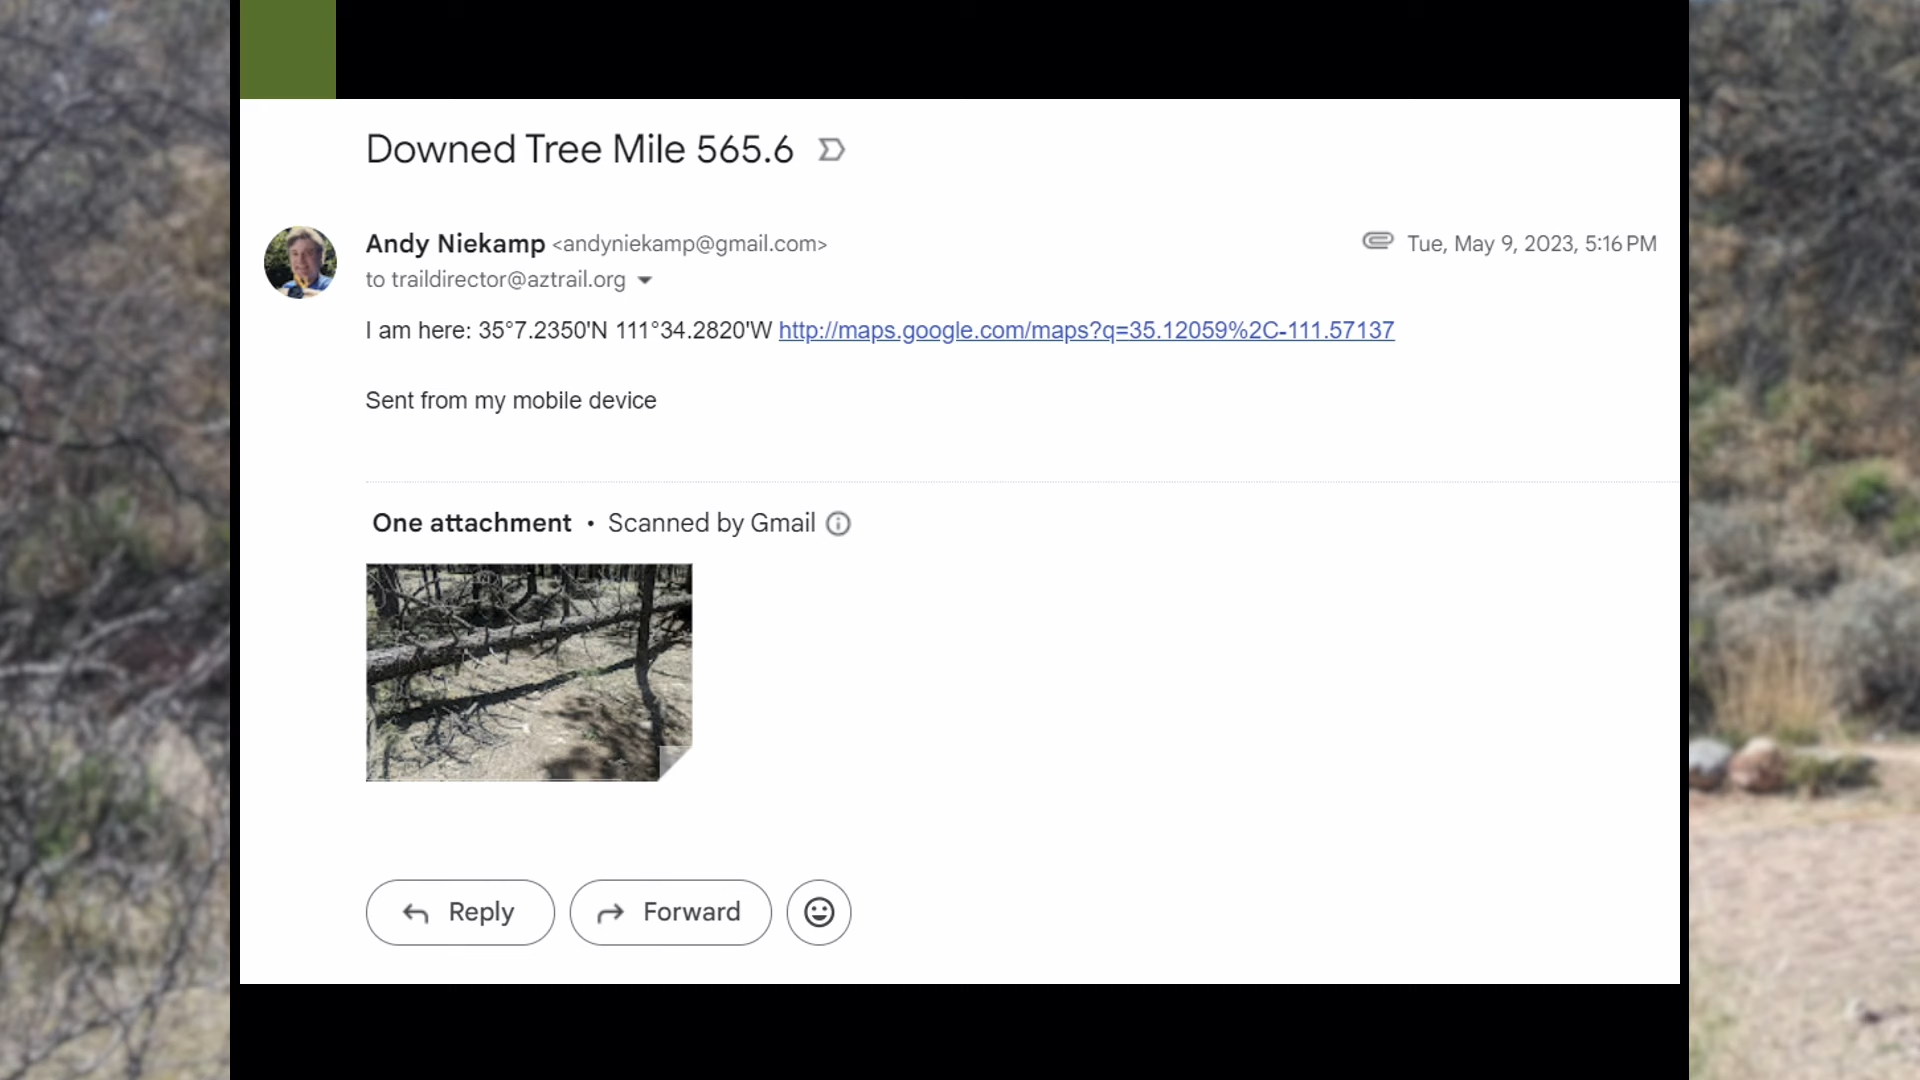 Downed Tree Mile 565.6
Andy Niekamp <andyniekamp@gmail.com>
Tue, May 9, 2023, 5:16 PM
to traildirector@aztrail.org
I am here: 35°7.2350'N 111°34.2820'W http://maps.google.com/maps?q=35.12059%2C-111.57137
Sent from my mobile device
One attachment • Scanned by Gmail
Reply
Forward